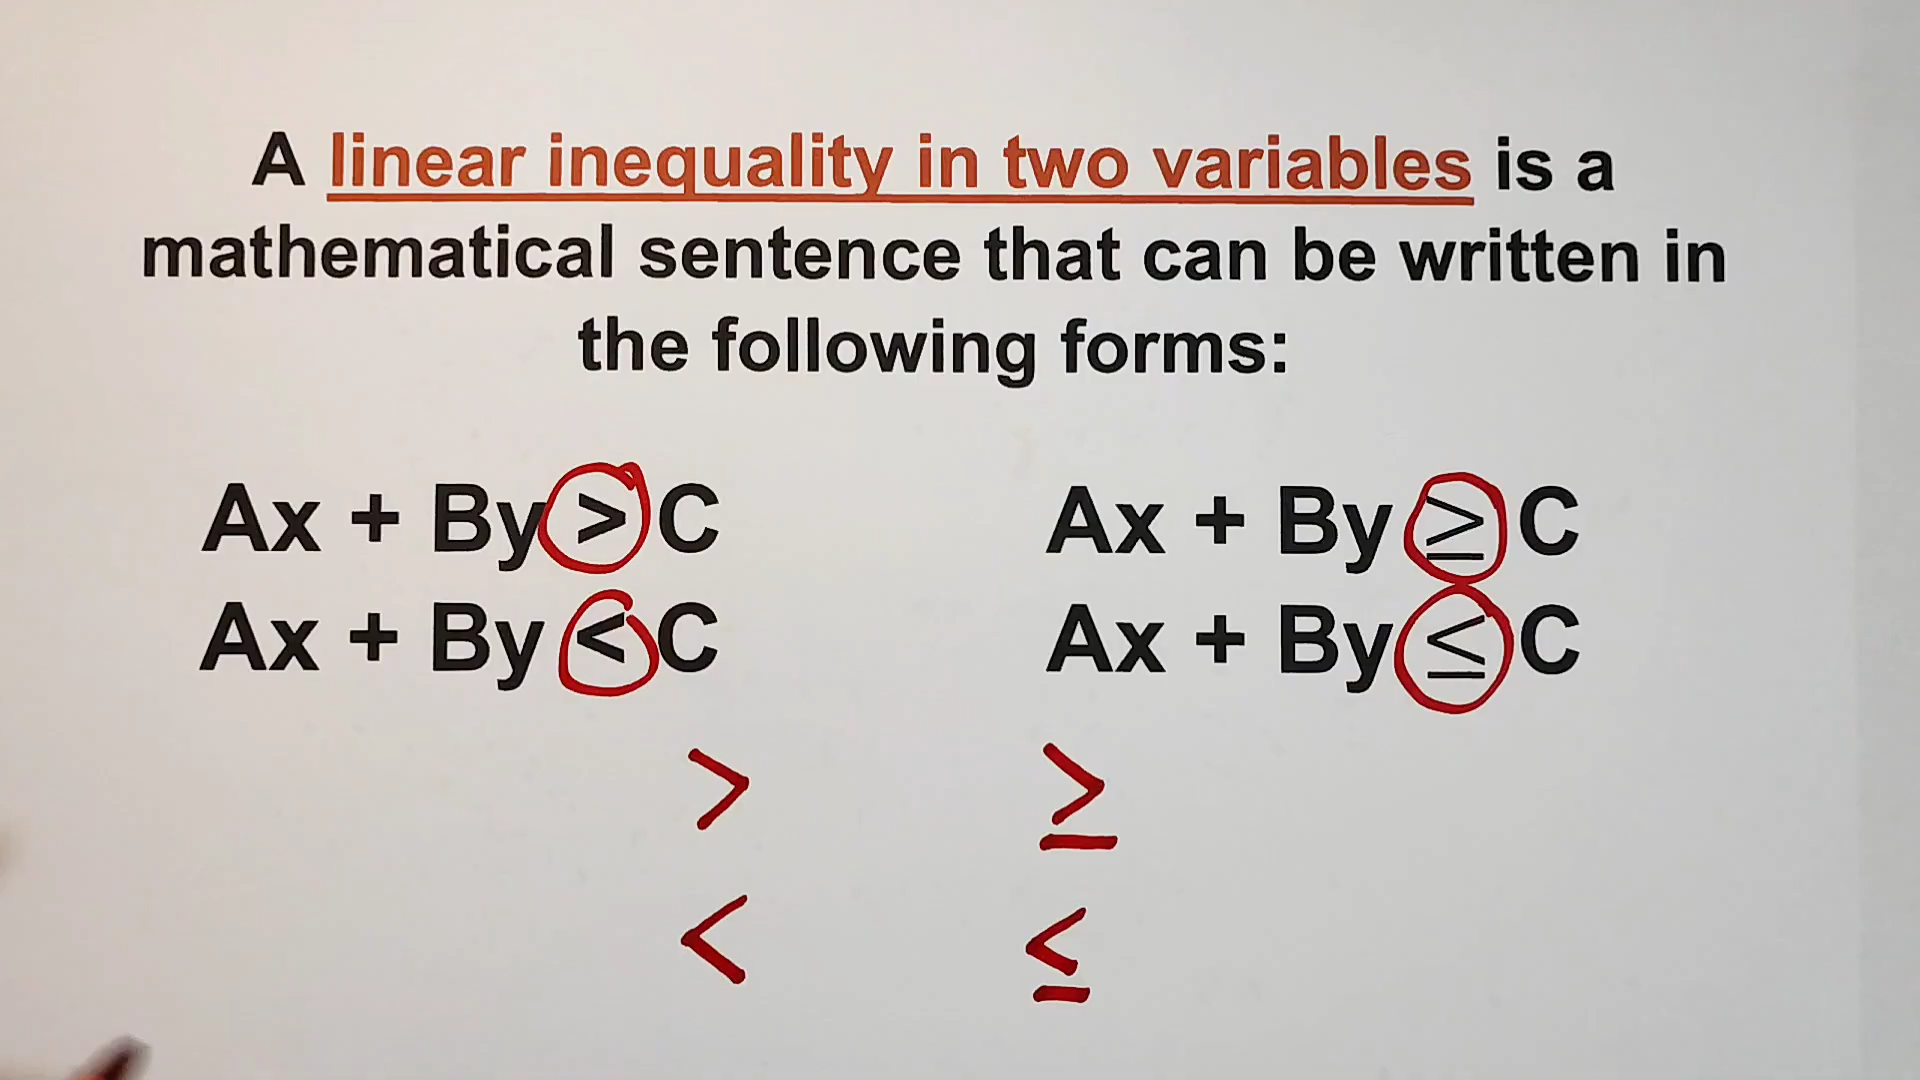 A linear inequality in two variables is a
mathematical sentence that can be written in
the following forms:
Ax + By > C
Ax + By ≥ C
Ax + By < C
Ax + By ≤ C
> ≥
< ≤